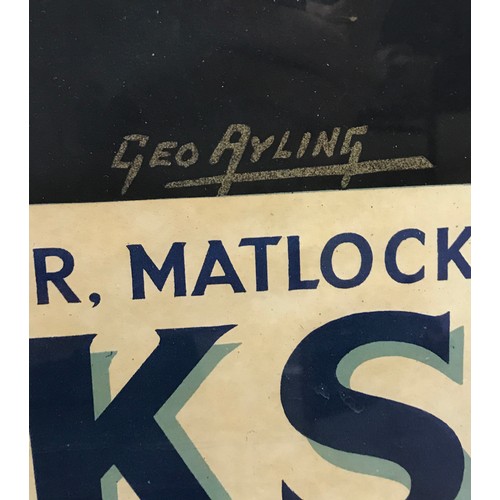 GEO AYLING
R, MATLOCK
KS